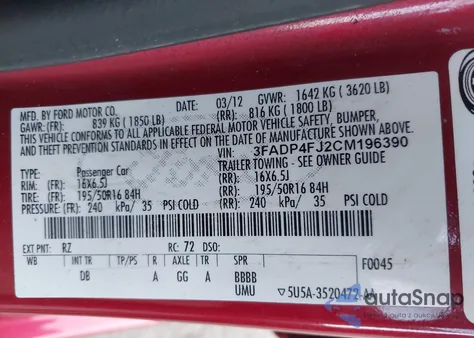 MFD. BY FORD MOTOR CO. DATE: 03/12 GVWR: 1642 KG ( 3620 LB)
GAWR: (FR): 839 KG ( 1850 LB) (RR): 816 KG ( 1800 LB)
THIS VEHICLE CONFORMS TO ALL APPLICABLE FEDERAL MOTOR VEHICLE SAFETY, BUMPER,
AND THEFT PREVENTION STANDARDS IN EFFECT ON THE DATE OF MANUFACTURE SHOWN ABOVE.
VIN: 3FADP4FJ2CM196390
TYPE: Passenger Car TRAILER TOWING - SEE OWNER GUIDE
RIM: (FR): 16X6.5J (RR): 16X6.5J
TIRE: (FR): 195/50R16 84H (RR): 195/50R16 84H
PRESSURE: (FR): 240 kPa/ 35 PSI COLD (RR): 240 kPa/ 35 PSI COLD
EXT PNT: RZ RC: 72 DSO:
WB INT TR TP/PS R AXLE TR SPR F0045
DB A GG A BBBB
UMU ▽ 5U5A-3520472-AA
autoSnap
Dane z aukcji